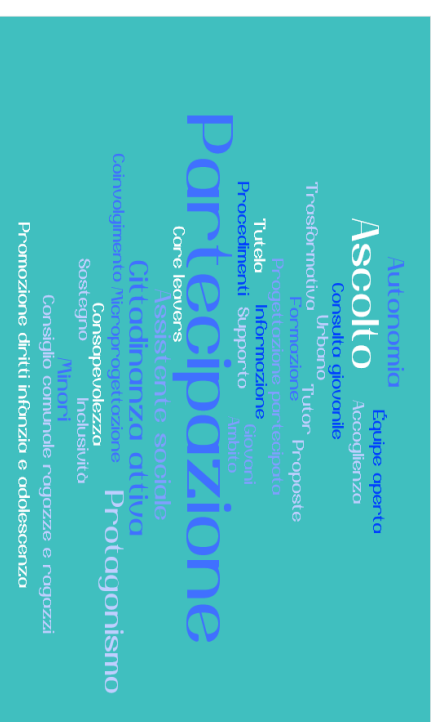 Autonomia
Équipe aperta
Ascolto
Accoglienza
Consulta giovanile
Urbano
Trasformativa
Tutor
Proposte
Formazione
Progettazione partecipata
Tutela
Informazione
Procedimenti
Supporto
Giovani
Ambito
Partecipazione
Care leavers
Assistente sociale
Cittadinanza attiva
Coinvolgimento
Microprogettazione
Protagonismo
Consapevolezza
Sostegno
Inclusività
Minori
Consiglio comunale ragazze e ragazzi
Promozione diritti infanzia e adolescenza